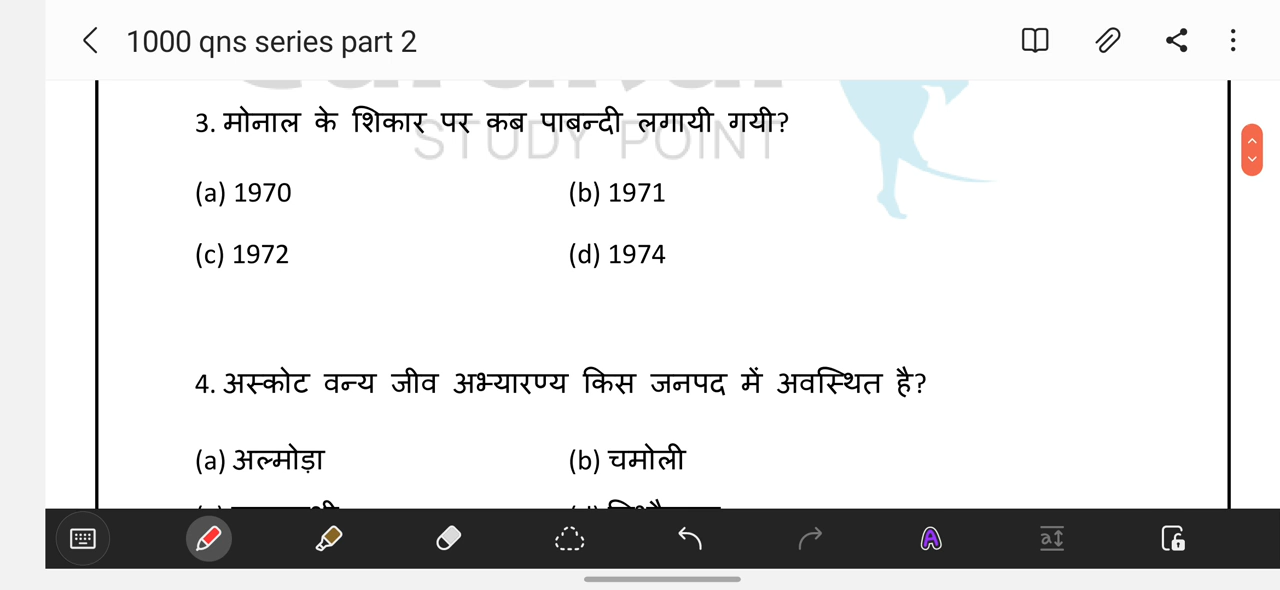 1000 qns series part 2
3. मोनाल के शिकार पर कब पाबन्दी लगायी गयी?
STUDY POINT
(a) 1970 (b) 1971
(c) 1972 (d) 1974
4. अस्कोट वन्य जीव अभ्यारण्य किस जनपद में अवस्थित है?
(a) अल्मोड़ा (b) चमोली